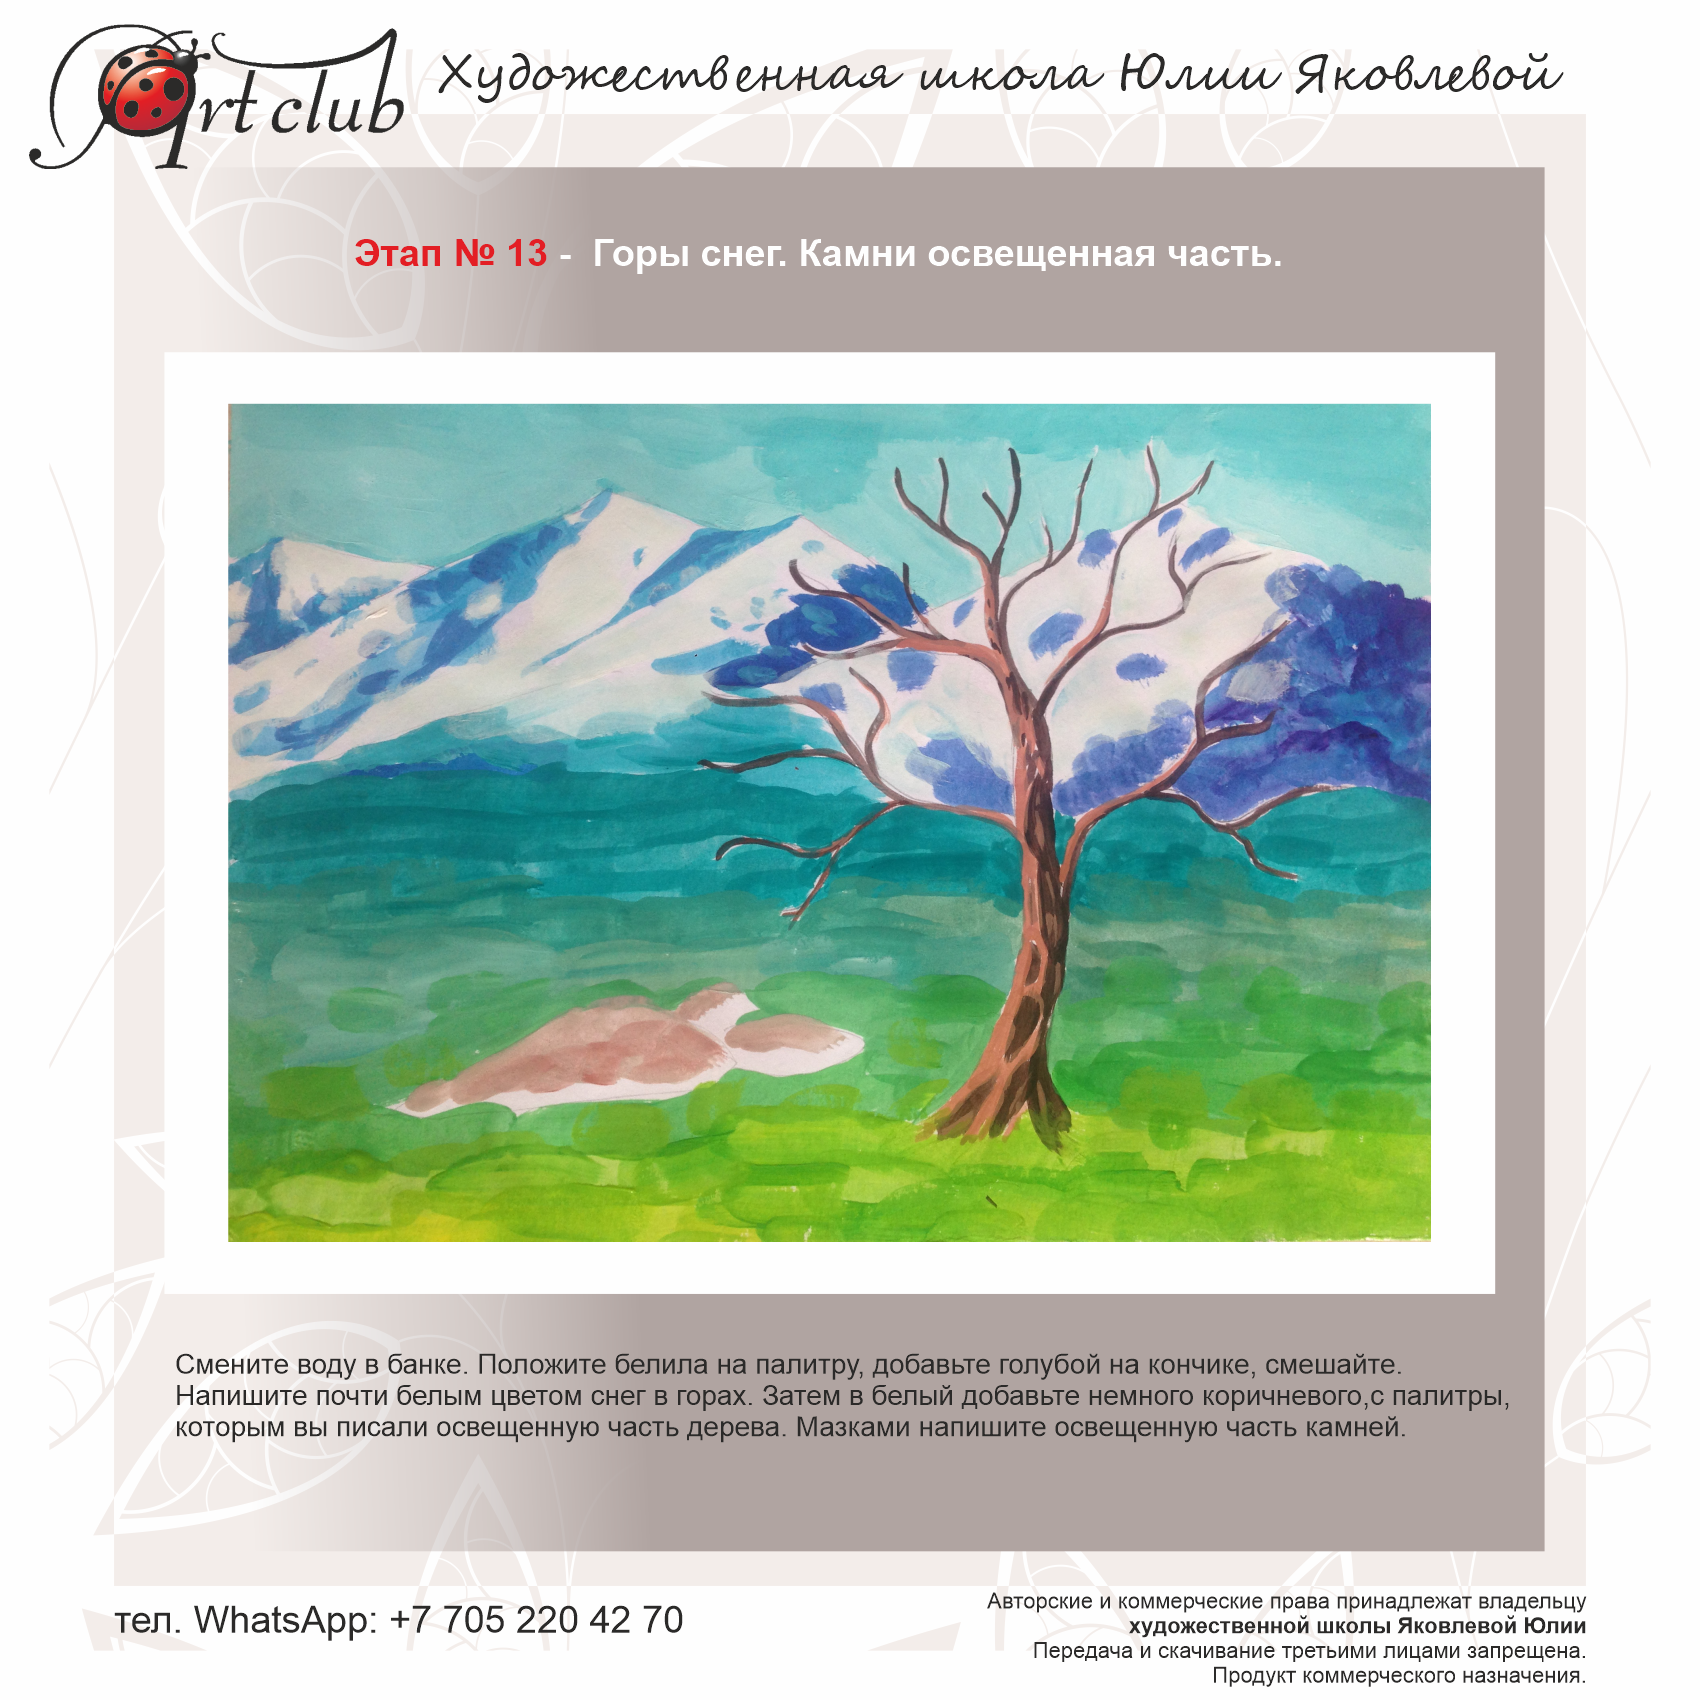 Artclub
Художественная школа Юлии Яковлевой
Этап № 13 - Горы снег. Камни освещенная часть.
Смените воду в банке. Положите белила на палитру, добавьте голубой на кончике, смешайте.
Напишите почти белым цветом снег в горах. Затем в белый добавьте немного коричневого,с палитры,
которым вы писали освещенную часть дерева. Мазками напишите освещенную часть камней.
тел. WhatsApp: +7 705 220 42 70
Авторские и коммерческие права принадлежат владельцу
художественной школы Яковлевой Юлии
Передача и скачивание третьими лицами запрещена.
Продукт коммерческого назначения.